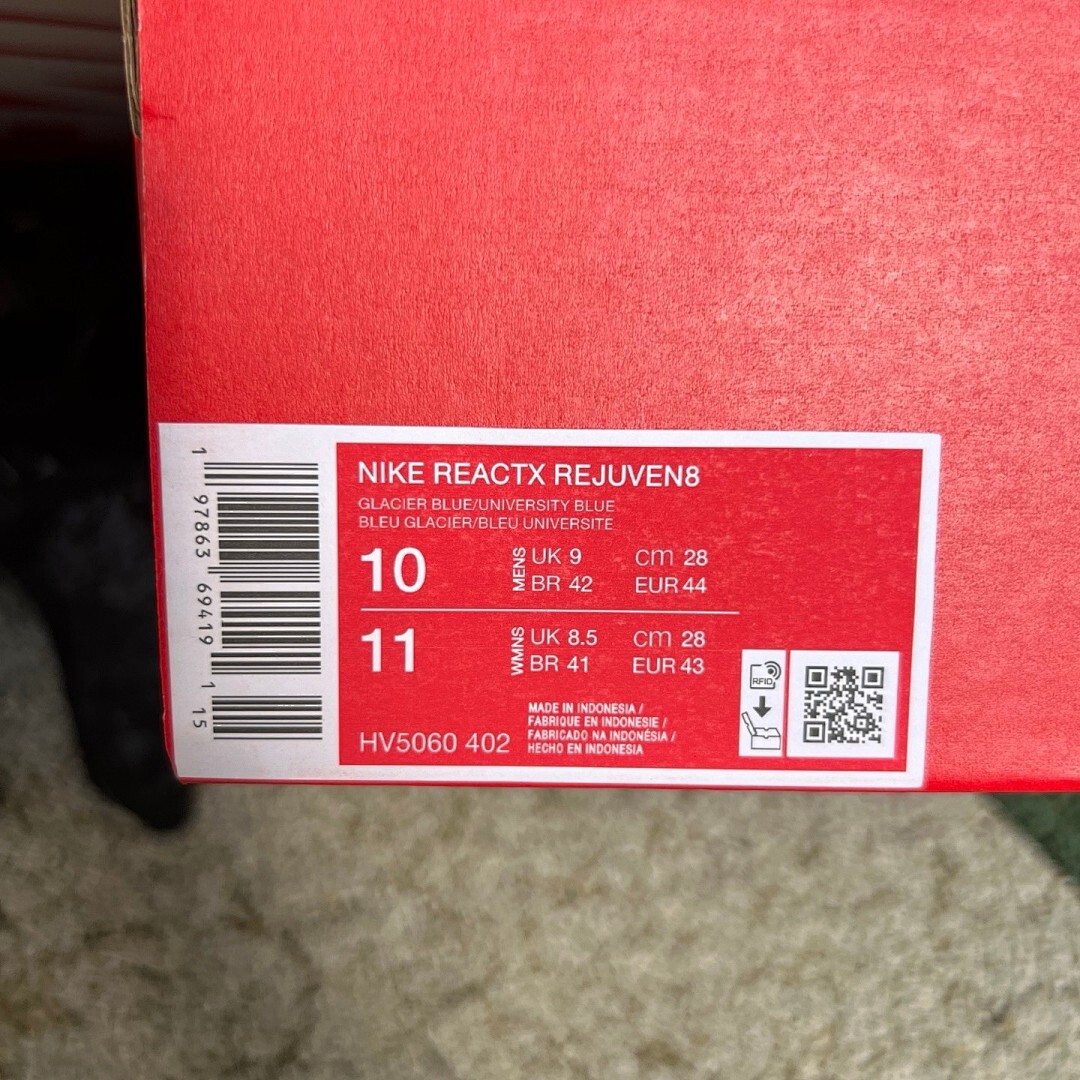 1 97863 69419 15
NIKE REACTX REJUVEN8
GLACIER BLUE/UNIVERSITY BLUE
BLEU GLACIER/BLEU UNIVERSITE
10 MENS UK 9 cm 28
BR 42 EUR 44
11 WMNS UK 8.5 cm 28
BR 41 EUR 43
HV5060 402
MADE IN INDONESIA /
FABRIQUE EN INDONESIE /
FABRICADO NA INDONÉSIA /
HECHO EN INDONESIA
RFID